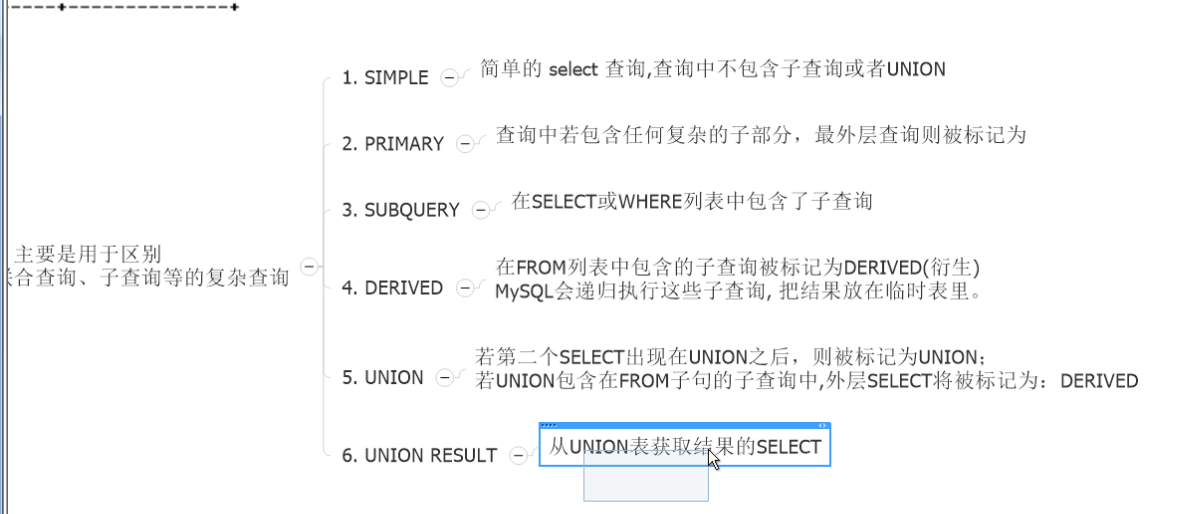 主要是用于区别
合查询、子查询等的复杂查询
1. SIMPLE
简单的 select 查询,查询中不包含子查询或者UNION
2. PRIMARY
查询中若包含任何复杂的子部分，最外层查询则被标记为
3. SUBQUERY
在SELECT或WHERE列表中包含了子查询
4. DERIVED
在FROM列表中包含的子查询被标记为DERIVED(衍生)
MySQL会递归执行这些子查询, 把结果放在临时表里。
5. UNION
若第二个SELECT出现在UNION之后，则被标记为UNION；
若UNION包含在FROM子句的子查询中,外层SELECT将被标记为：DERIVED
6. UNION RESULT
从UNION表获取结果的SELECT